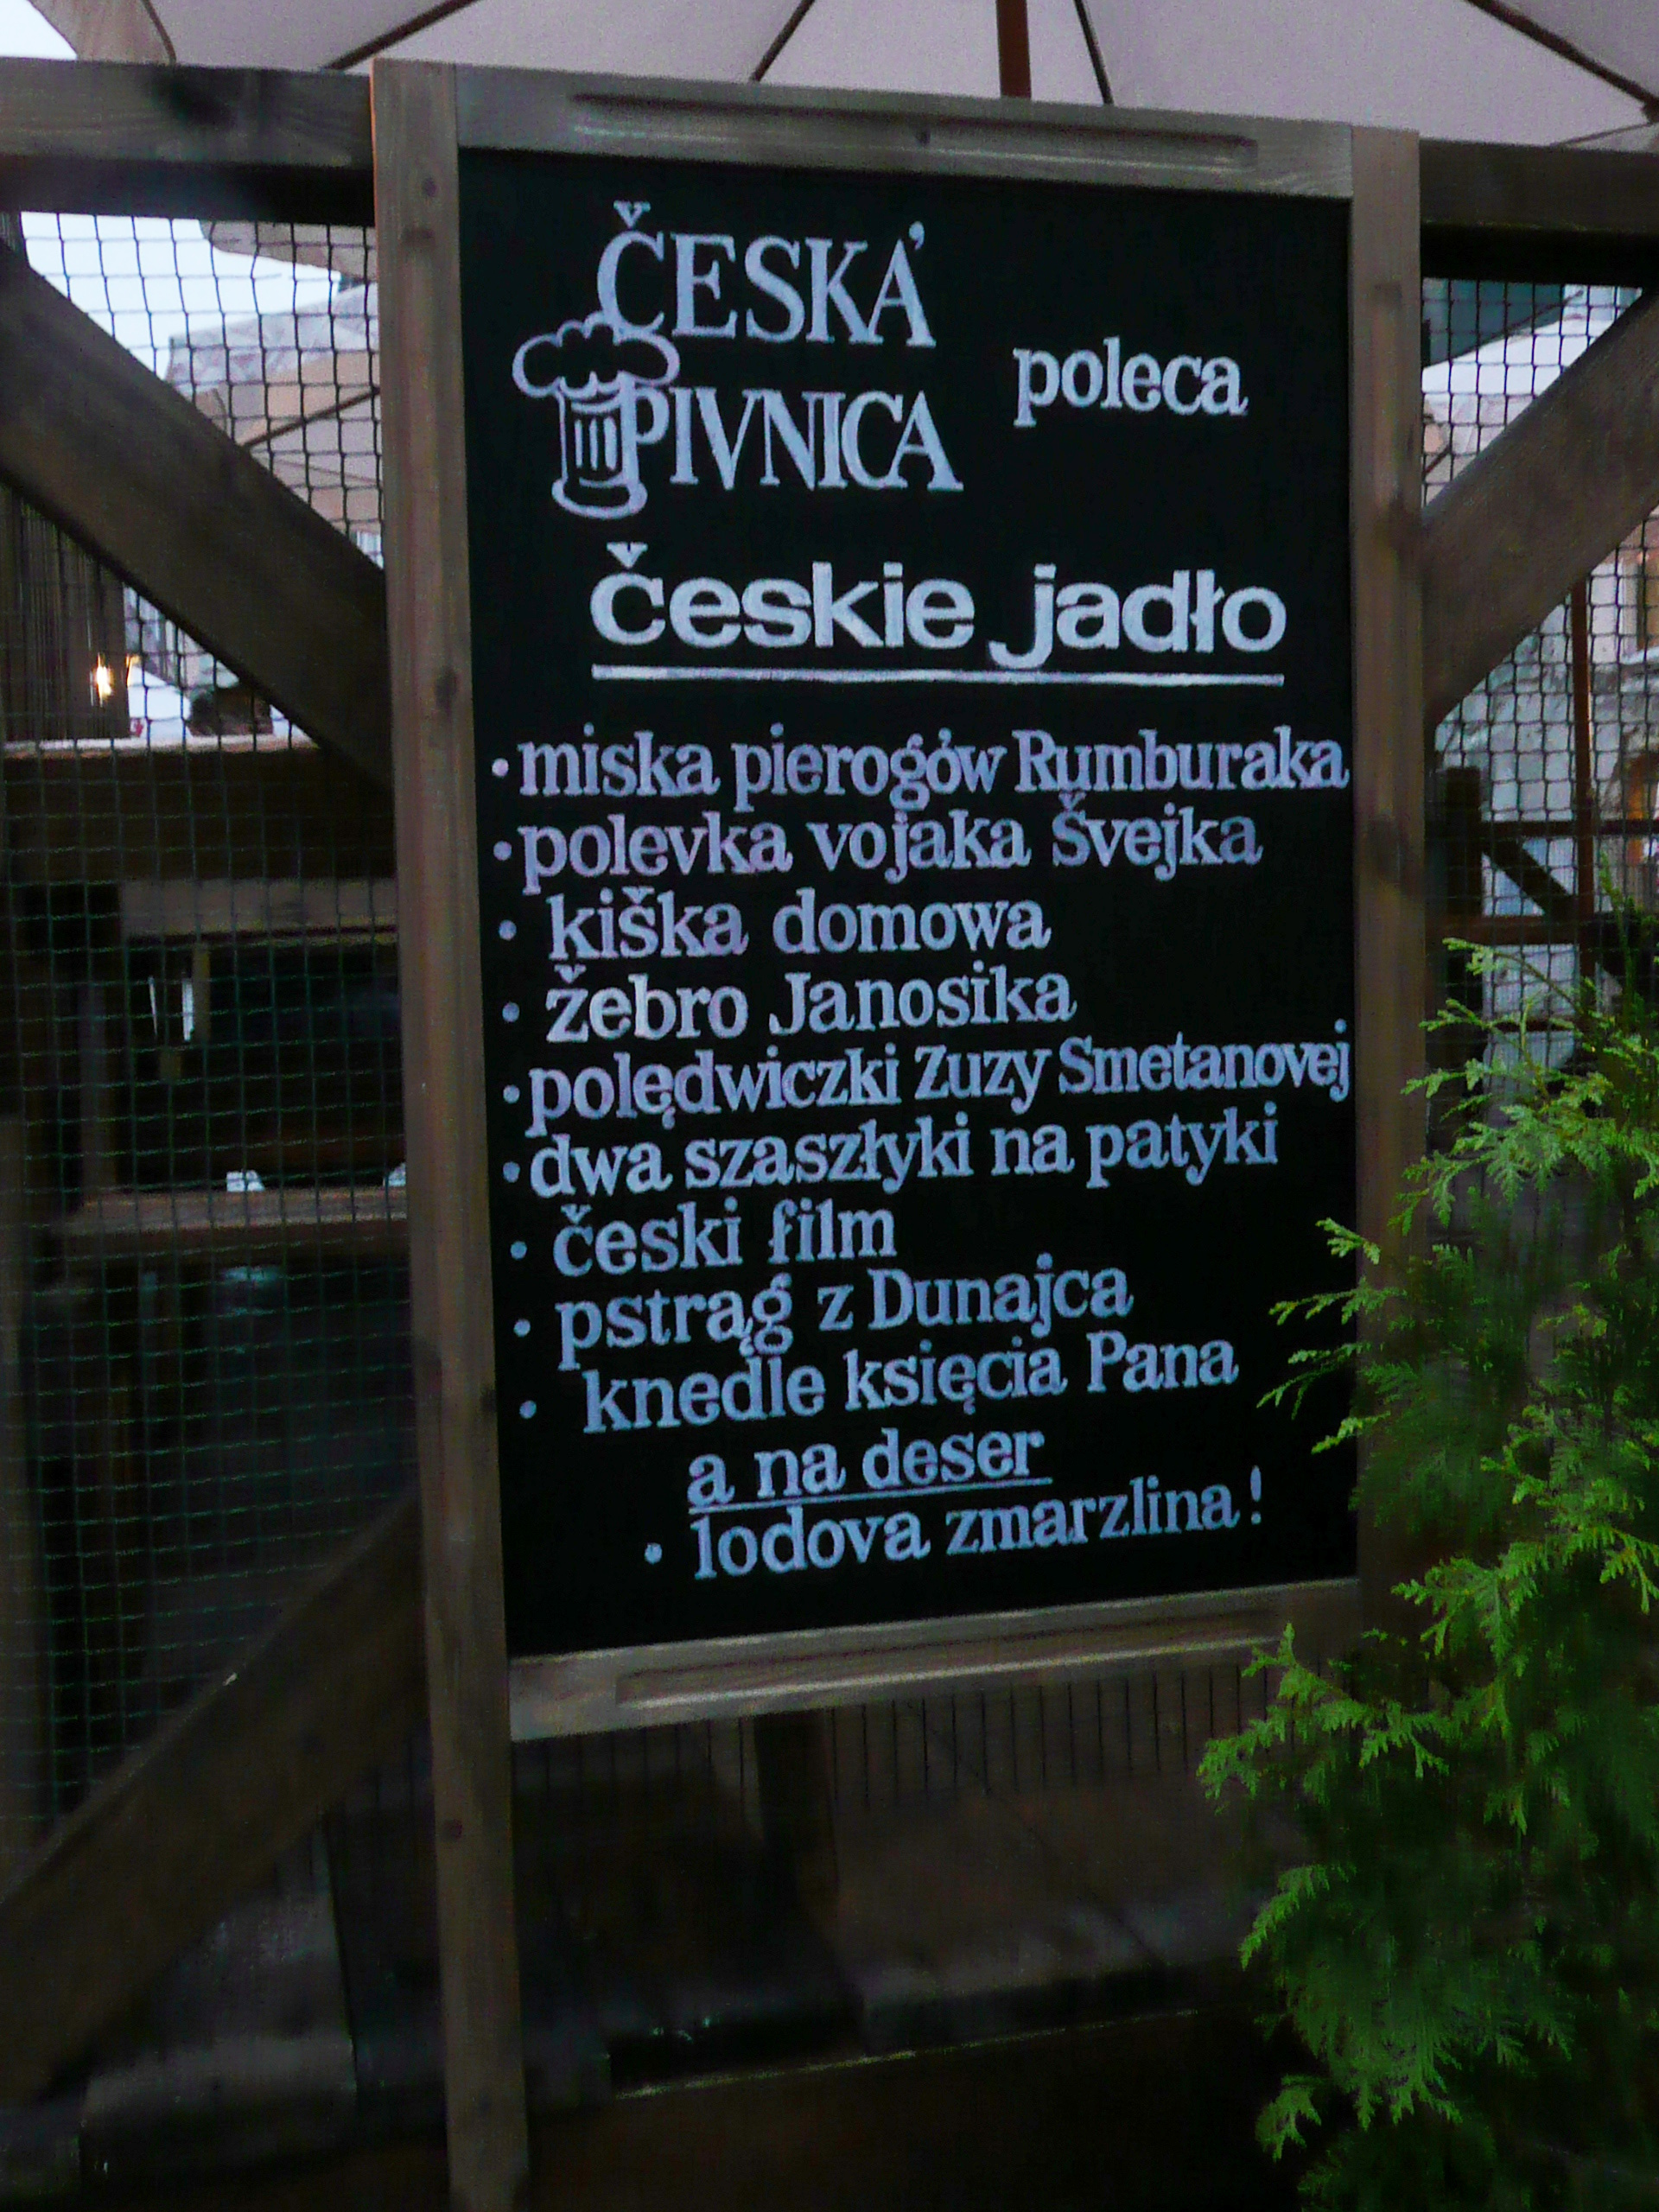 ČESKÁ
PIVNICA
poleca
českie jadło
• miska pierogów Rumburaka
• polevka vojaka Švejka
• kiška domowa
• žebro Janosika
• polędwiczki Zuzy Smetanovej
• dwa szaszłyki na patyki
• česki film
• pstrąg z Dunajca
• knedle księcia Pana
a na deser
• lodova zmarzlina!